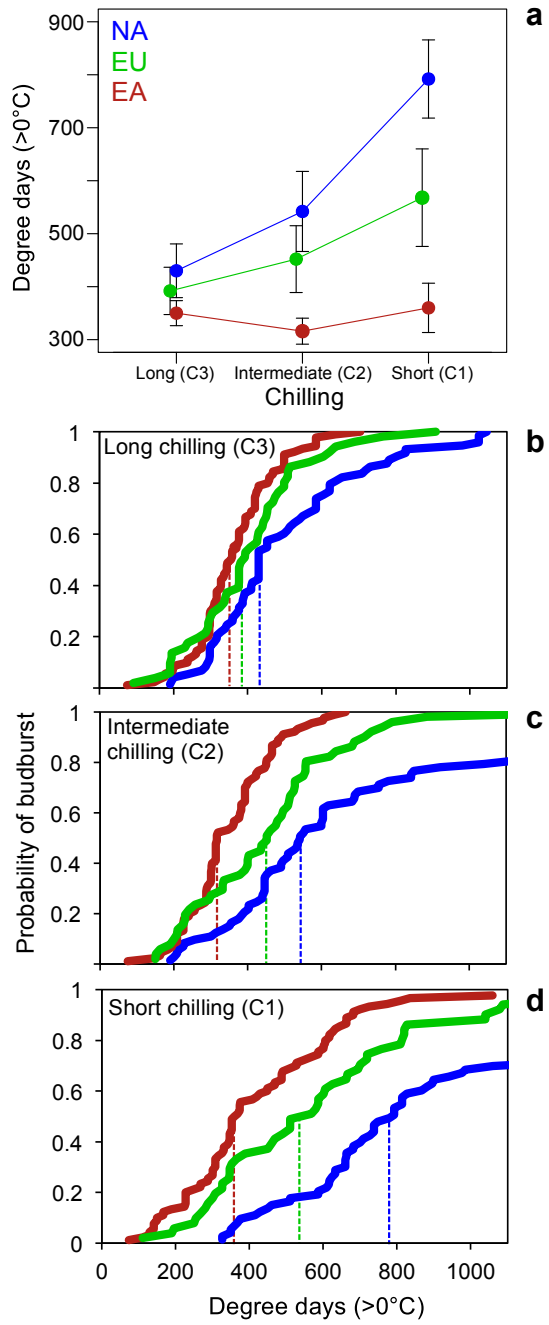 a
NA
EU
EA
900
700
500
300
Degree days (>0°C)
Long (C3) Intermediate (C2) Short (C1)
Chilling
b
Long chilling (C3)
1
0.8
0.6
0.4
0.2
c
Intermediate
chilling (C2)
1
0.8
0.6
0.4
0.2
Probability of budburst
d
Short chilling (C1)
1
0.8
0.6
0.4
0.2
0
0 200 400 600 800 1000
Degree days (>0°C)